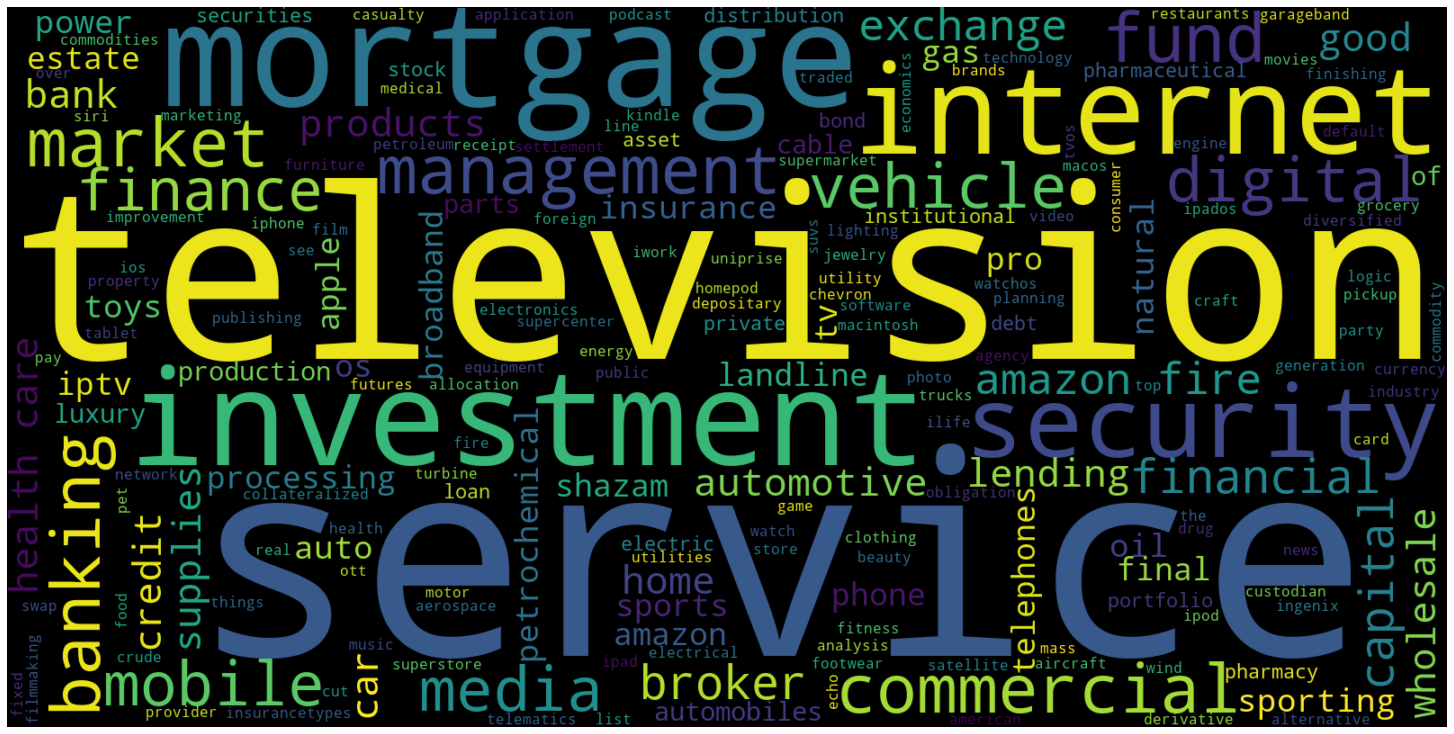 power
securities
casualty
application
podcast
distribution
exchange
fund
restaurants
garageband
good
commodities
mortgage
estate
over
stock
medical
traded
gas
technology
brands
movies
pharmaceutical
finishing
bank
siri
marketing
internet
economics
kindle
line
bond
products
market
petroleum
receipt
settlement
asset
cable
supermarket
tvos
macos
engine
default
furniture
management
finance
vehicle
digital
of
improvement
iphone
film
parts
foreign
insurance
institutional
video
consumer
ipados
grocery
diversified
television
see
broadband
iwork
uniprise
suvs
lighting
jewelry
pro
natural
ios
property
apple
homepod
depositary
utility
chevron
watchos
planning
logic
pickup
toys
tablet
publishing
electronics
supercenter
private
tv
software
macintosh
debt
craft
party
commodity
pay
production
os
energy
equipment
public
landline
agency
generation
currency
health care
iptv
futures
allocation
photo
trucks
amazon
top
fire
industry
luxury
investment
ilife
security
card
banking
network
pet
processing
fire
petrochemical
turbine
shazam
automotive
lending
financial
collateralized
loan
game
obligation
credit
supplies
service
health
real
auto
ott
electric
utilities
watch
store
clothing
beauty
telephones
oil
the
drug
news
capital
wholesale
swap
food
things
motor
aerospace
home
sports
phone
final
portfolio
custodian
ipod
ingenix
fixed
filmmaking
crude
music
amazon
electrical
fitness
analysis
mass
mobile
cut
car
superstore
ipad
media
broker
footwear
satellite
aircraft
wind
pharmacy
commercial
sporting
provider
insurancetypes
telematics
list
automobiles
echo
american
derivative
alternative